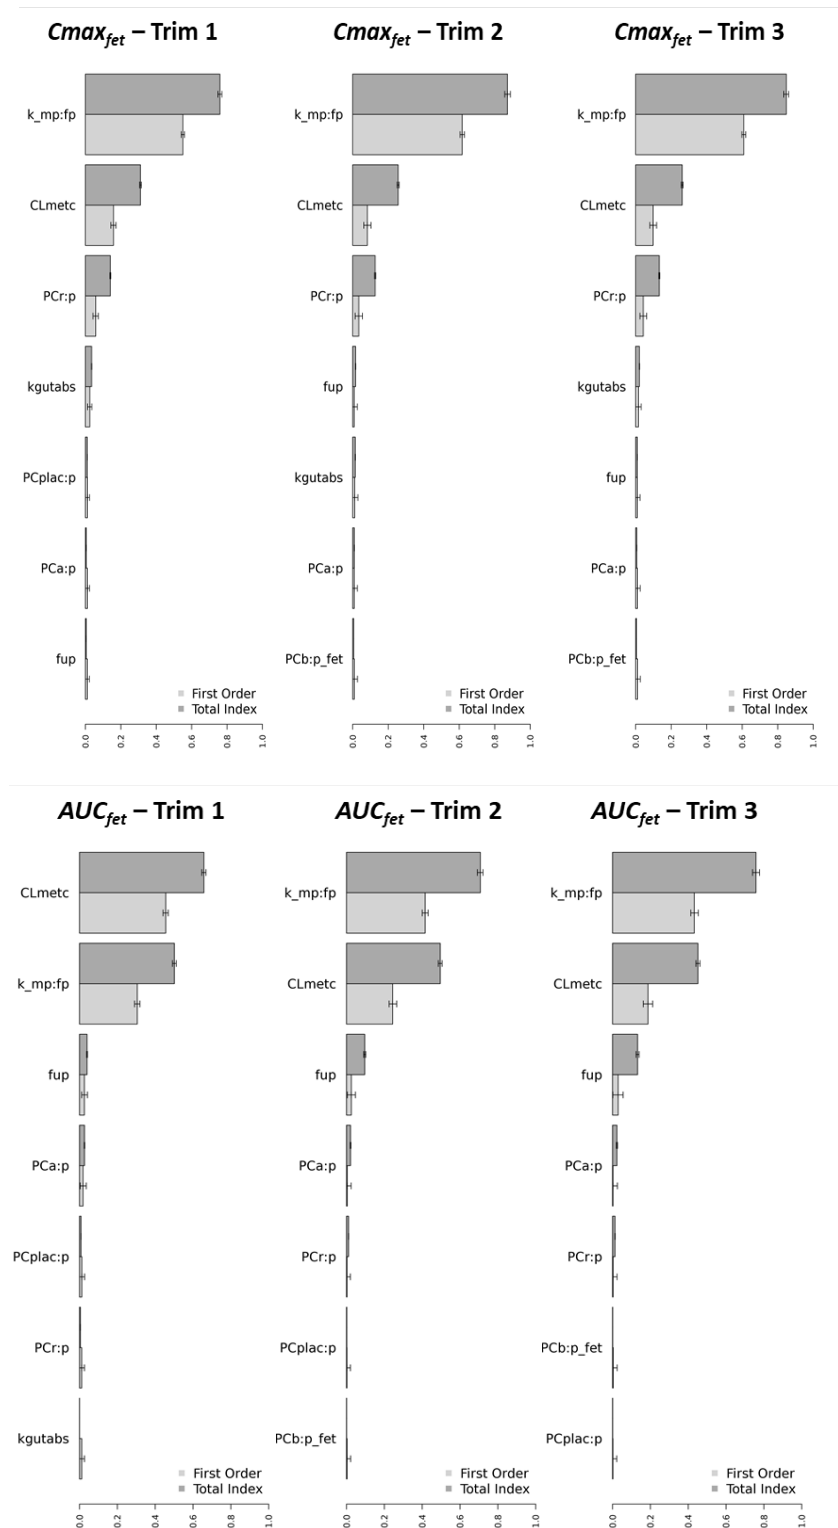 Cmaxfet – Trim 1
k_mp:fp
CLmetc
PCr:p
kgutabs
PCplac:p
PCa:p
fup
First Order
Total Index
0.0 0.2 0.4 0.6 0.8 1.0
Cmaxfet – Trim 2
k_mp:fp
CLmetc
PCr:p
fup
kgutabs
PCa:p
PCb:p_fet
First Order
Total Index
0.0 0.2 0.4 0.6 0.8 1.0
Cmaxfet – Trim 3
k_mp:fp
CLmetc
PCr:p
kgutabs
fup
PCa:p
PCb:p_fet
First Order
Total Index
0.0 0.2 0.4 0.6 0.8 1.0
AUCfet – Trim 1
CLmetc
k_mp:fp
fup
PCa:p
PCplac:p
PCr:p
kgutabs
First Order
Total Index
0.0 0.2 0.4 0.6 0.8 1.0
AUCfet – Trim 2
k_mp:fp
CLmetc
fup
PCa:p
PCr:p
PCplac:p
PCb:p_fet
First Order
Total Index
0.0 0.2 0.4 0.6 0.8 1.0
AUCfet – Trim 3
k_mp:fp
CLmetc
fup
PCa:p
PCr:p
PCb:p_fet
PCplac:p
First Order
Total Index
0.0 0.2 0.4 0.6 0.8 1.0